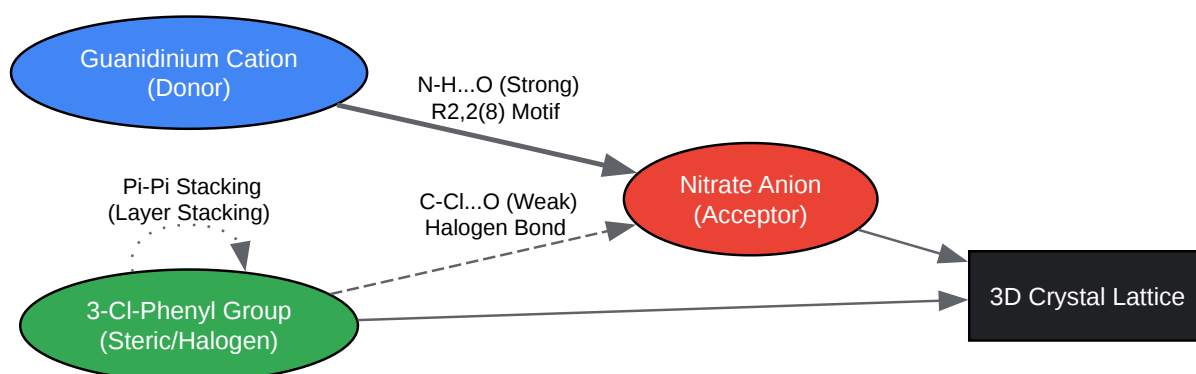 Guanidinium Cation
(Donor)
N-H...O (Strong)
R2,2(8) Motif
Pi-Pi Stacking
(Layer Stacking)
C-Cl...O (Weak)
Halogen Bond
Nitrate Anion
(Acceptor)
3-Cl-Phenyl Group
(Steric/Halogen)
3D Crystal Lattice